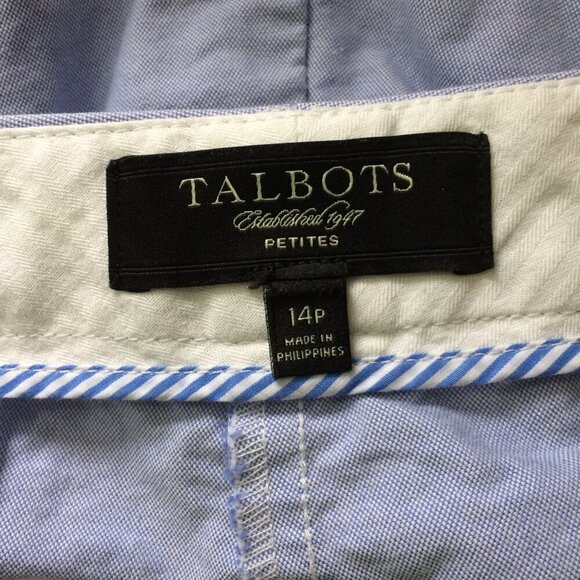 TALBOTS
Established 1947
PETITES
14P
MADE IN
PHILIPPINES